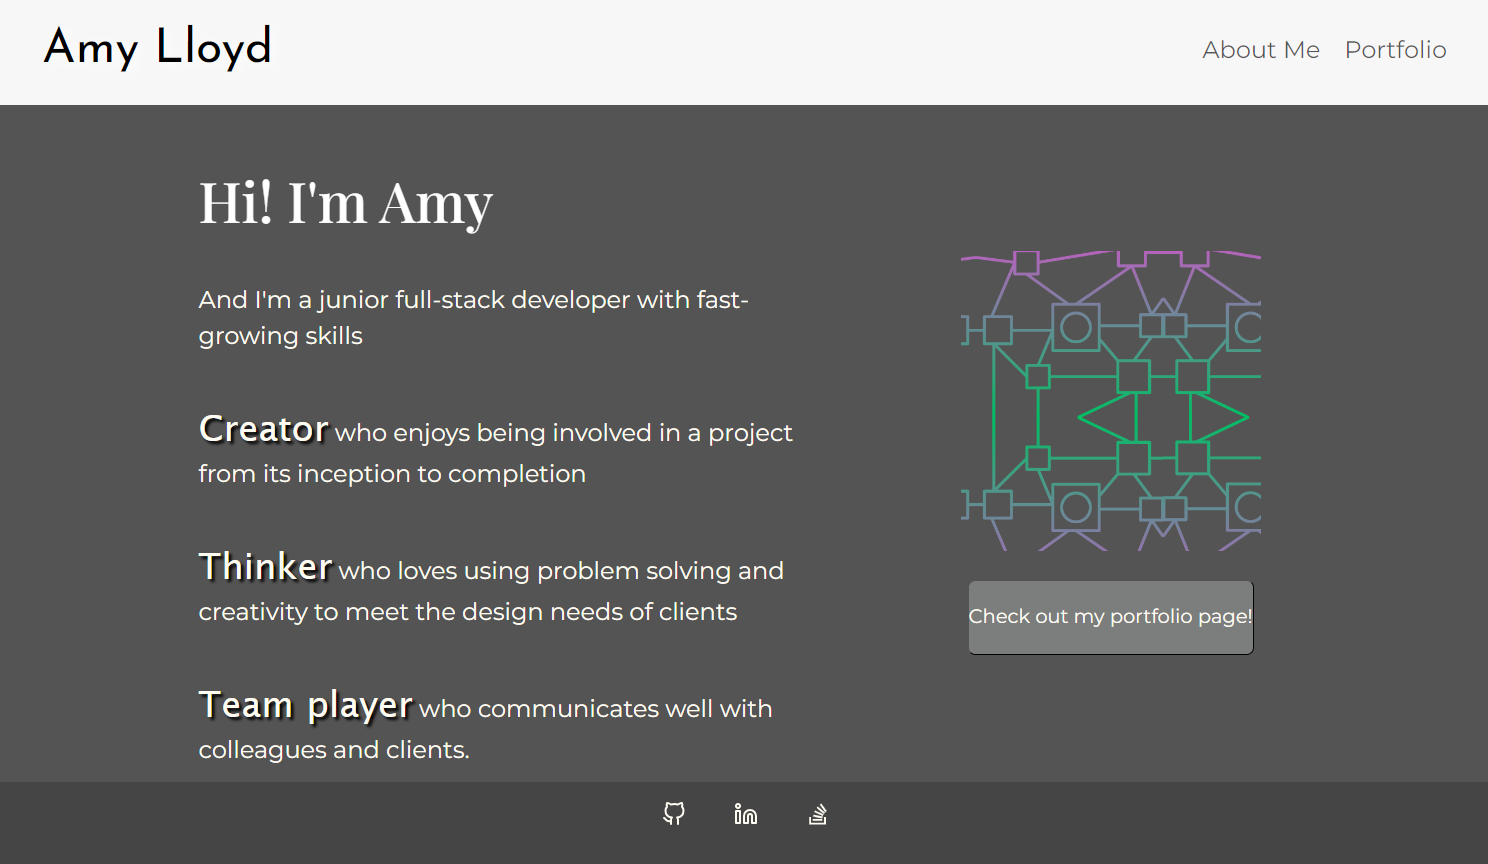 Amy Lloyd
About Me Portfolio
Hi! I'm Amy
And I'm a junior full-stack developer with fast-
growing skills
Creator who enjoys being involved in a project
from its inception to completion
Thinker who loves using problem solving and
creativity to meet the design needs of clients
Team player who communicates well with
colleagues and clients.
Check out my portfolio page!
in